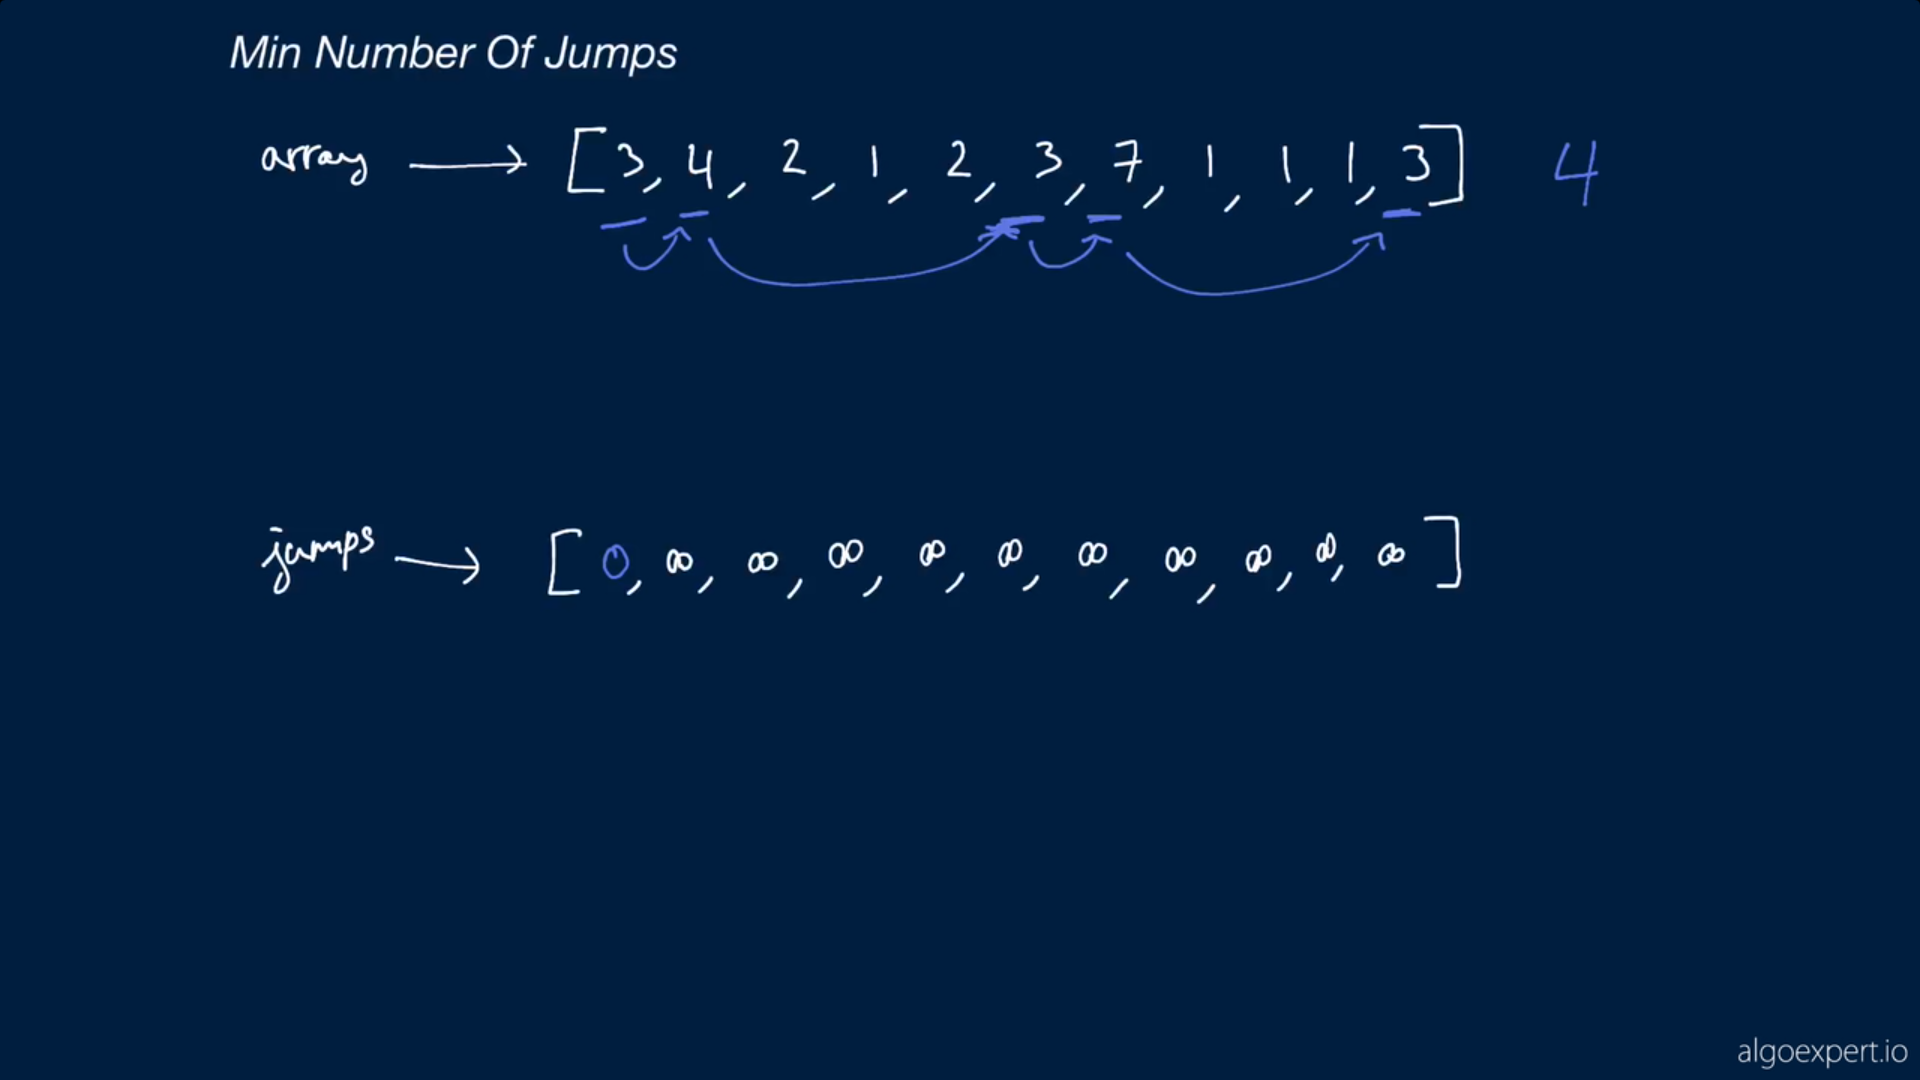 Min Number Of Jumps
array → [3, 4, 2, 1, 2, 3, 7, 1, 1, 1, 3] 4
jumps → [0, ∞, ∞, ∞, ∞, ∞, ∞, ∞, ∞, ∞, ∞]
algoexpert.io